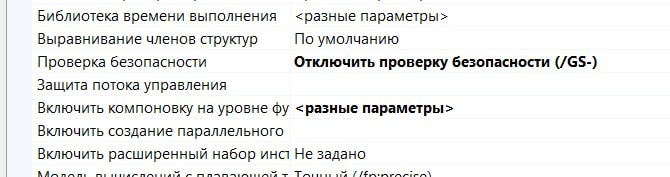 Библиотека времени выполнения <разные параметры>
Выравнивание членов структур По умолчанию
Проверка безопасности Отключить проверку безопасности (/GS-)
Защита потока управления
Включить компоновку на уровне фу <разные параметры>
Включить создание параллельного
Включить расширенный набор инст Не задано
Модель вычислений с плавающей т Точный (/fp:precise)